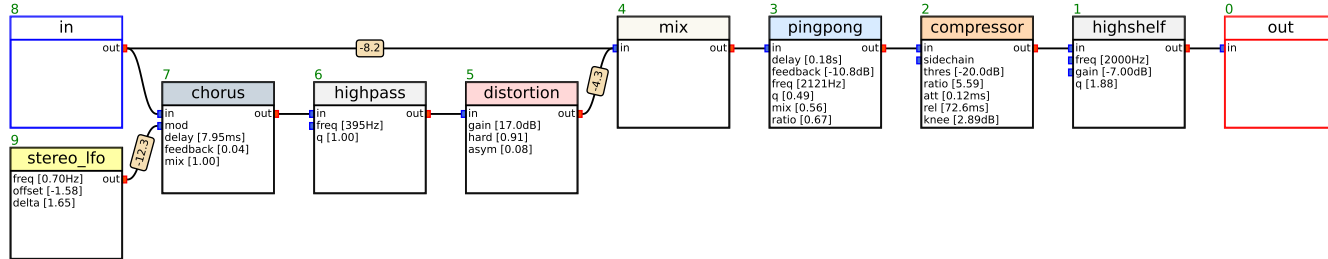 8
in
out
-8.2
9
stereo_lfo
freq [0.70Hz]
out
offset [-1.58]
delta [1.65]
-12.3
7
chorus
in
out
mod
delay [7.95ms]
feedback [0.04]
mix [1.00]
6
highpass
in
out
freq [395Hz]
q [1.00]
5
distortion
in
out
gain [17.0dB]
hard [0.91]
asym [0.08]
-4.3
4
mix
in
out
3
pingpong
in
out
delay [0.18s]
feedback [-10.8dB]
freq [2121Hz]
q [0.49]
mix [0.56]
ratio [0.67]
2
compressor
in
out
sidechain
thres [-20.0dB]
ratio [5.59]
att [0.12ms]
rel [72.6ms]
knee [2.89dB]
1
highshelf
in
out
freq [2000Hz]
gain [-7.00dB]
q [1.88]
0
out
in